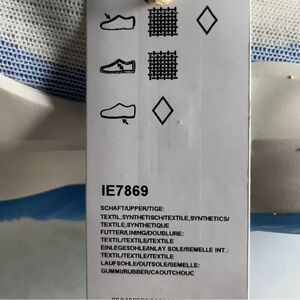 IE7869
SCHAFT/UPPER/TIGE:
TEXTIL,SYNTHETISCH/TEXTILE,SYNTHETICS/
TEXTILE,SYNTHETIQUE
FUTTER/LINING/DOUBLURE:
TEXTIL/TEXTILE/TEXTILE
EINLEGESOHLE/INLAY SOLE/SEMELLE INT.:
TEXTIL/TEXTILE/TEXTILE
LAUFSOHLE/OUTSOLE/SEMELLE:
GUMMI/RUBBER/CAOUTCHOUC